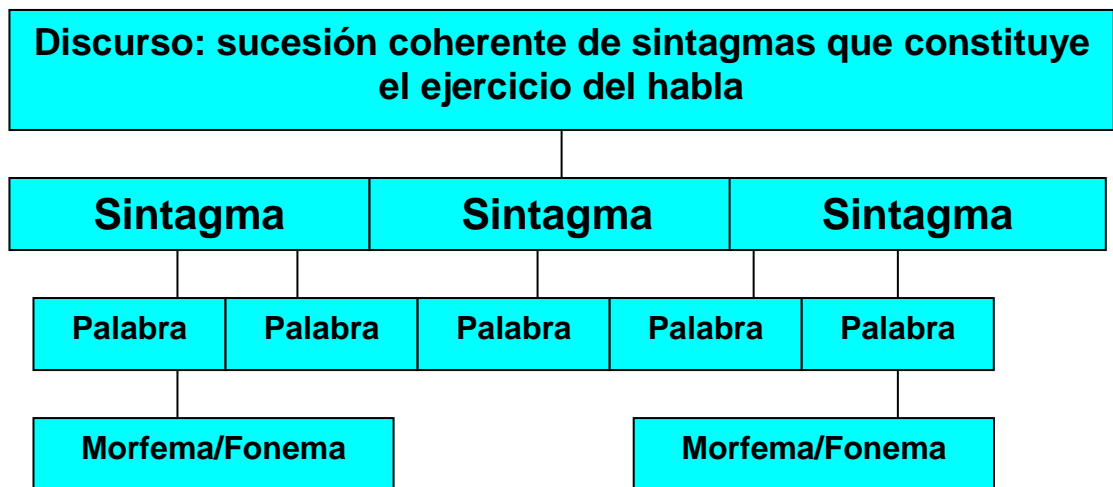 Discurso: sucesión coherente de sintagmas que constituye
el ejercicio del habla
Sintagma Sintagma Sintagma
Palabra Palabra Palabra Palabra Palabra
Morfema/Fonema Morfema/Fonema